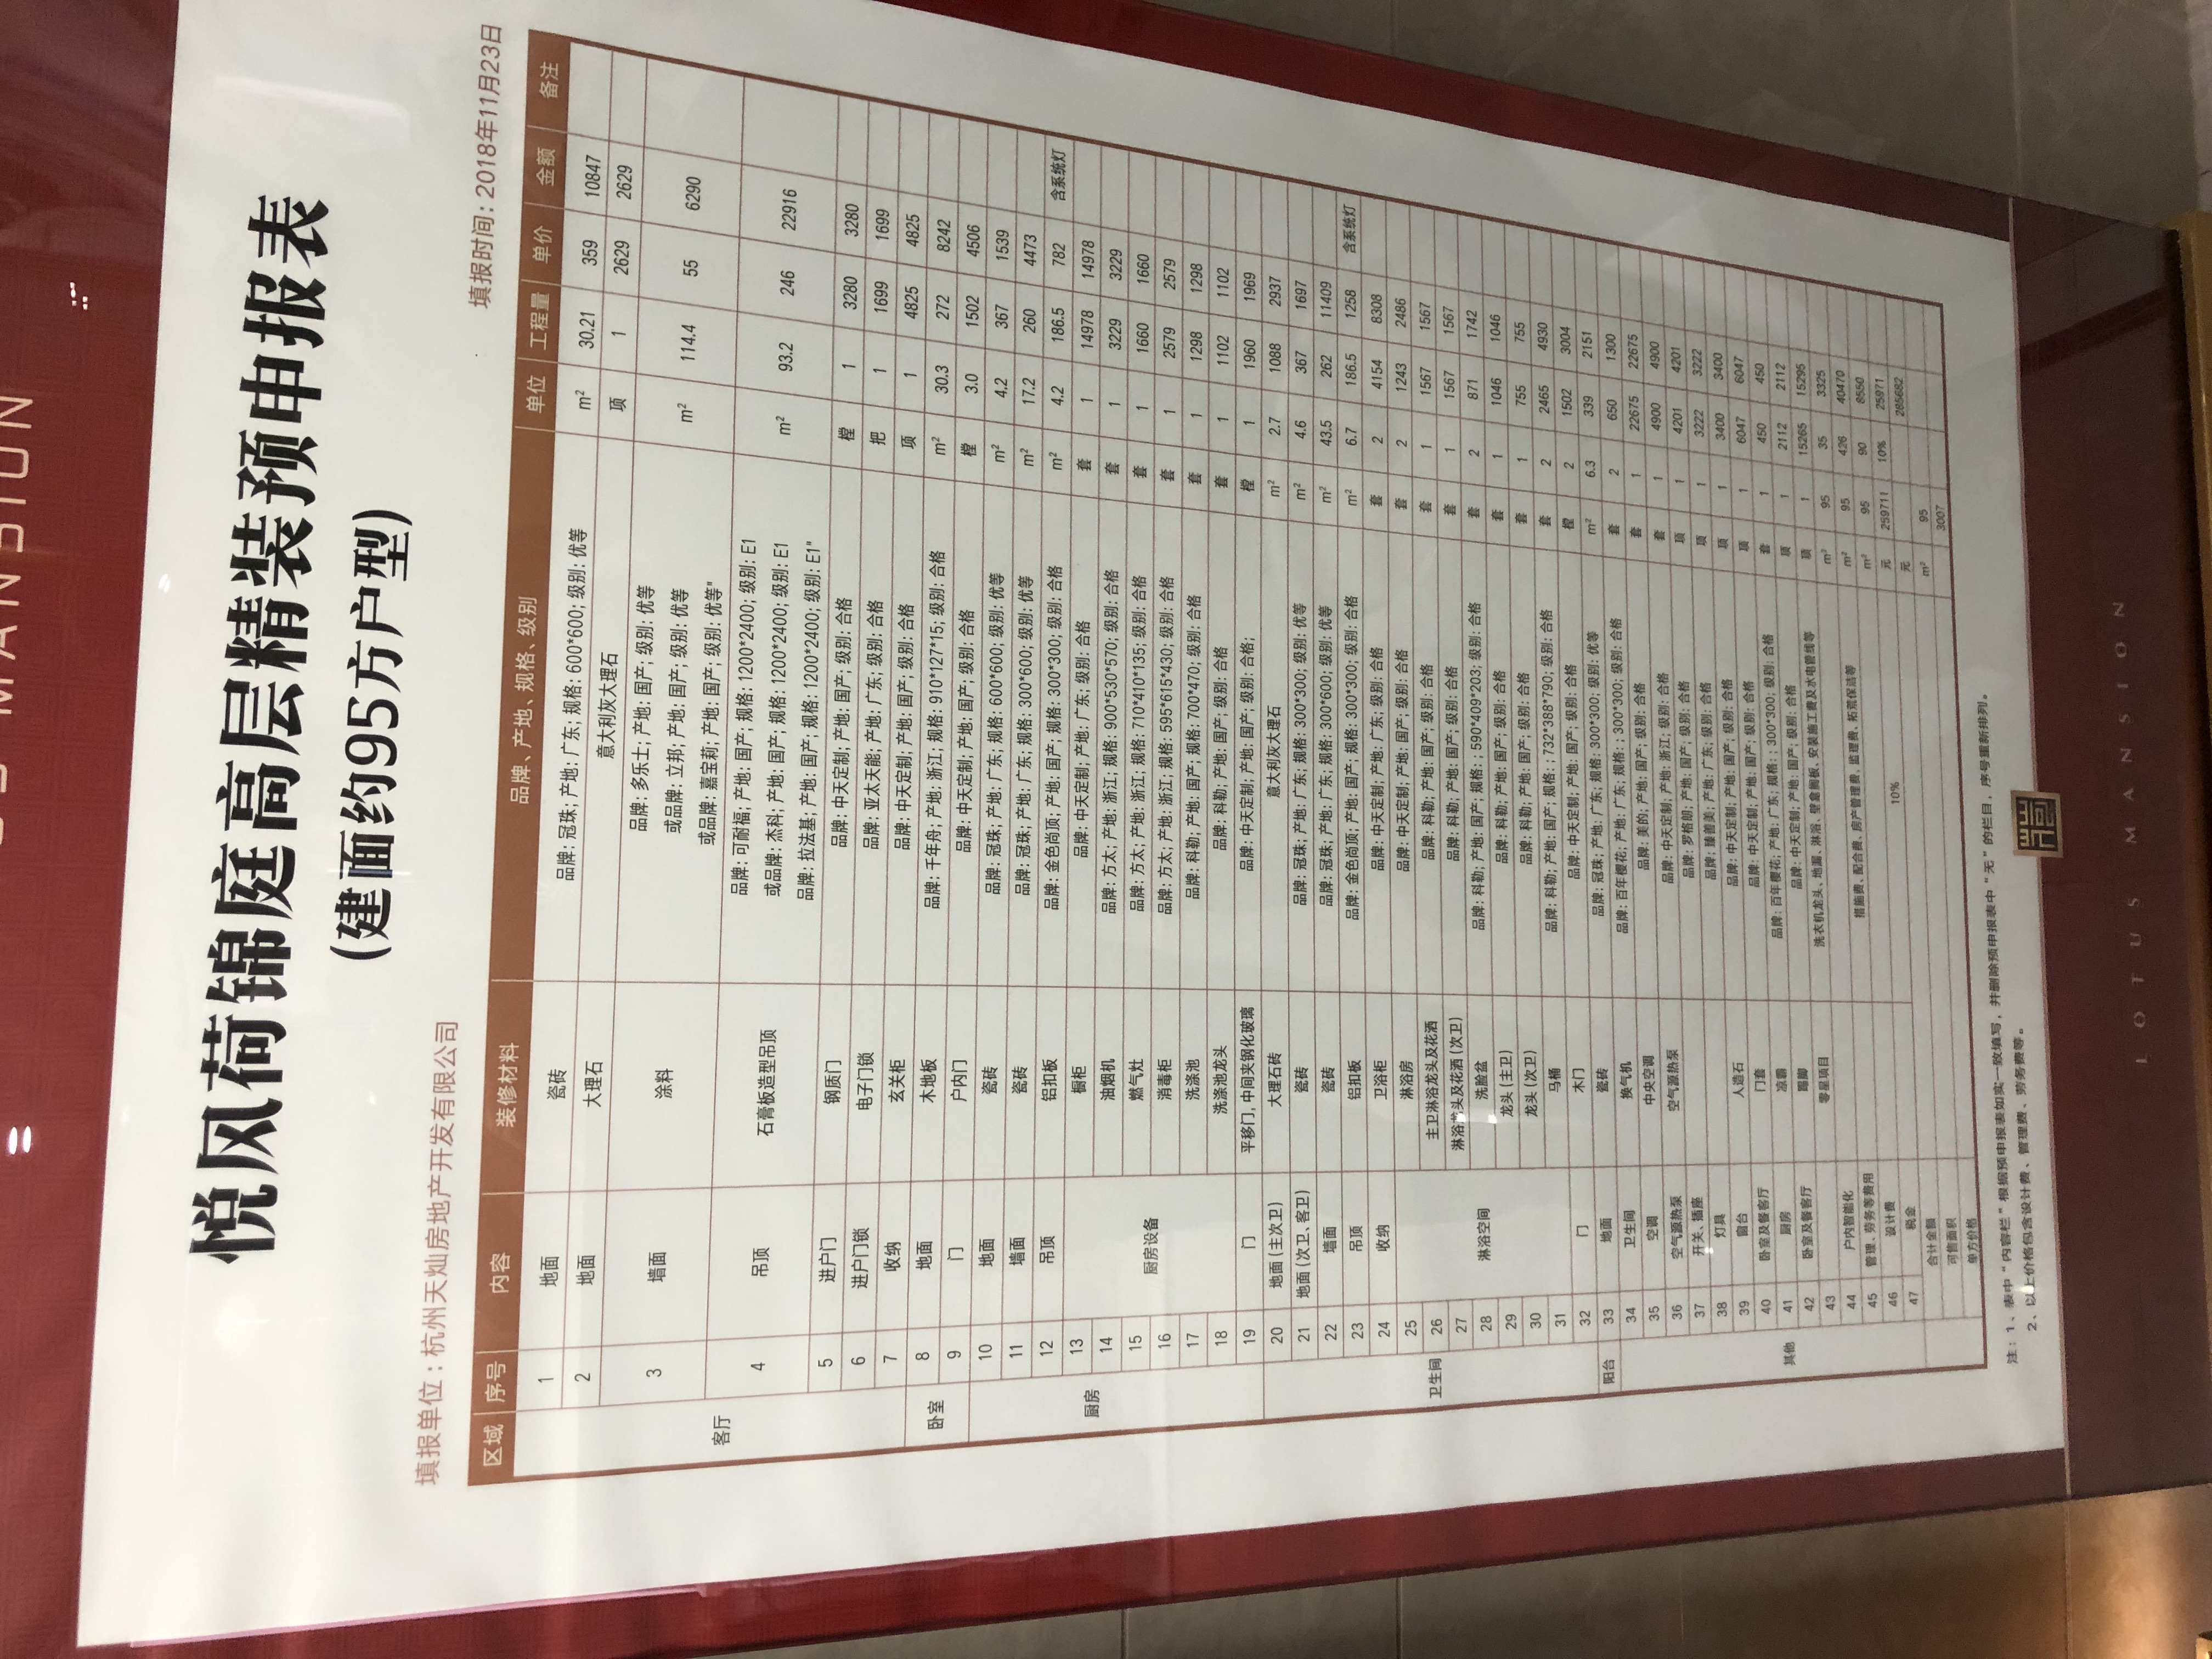 US MANSION
悦风荷锦庭高层精装预申报表
(建面约95方户型)
填报单位：杭州天灿房地产开发有限公司
填报时间：2018年11月23日
区域 序号 内容 装修材料 品牌、产地、规格、级别 单位 工程量 单价 金额 备注
客厅
1 地面 瓷砖 品牌：冠珠；产地：广东；规格：600*600；级别：优等 m² 30.21 359 10847
2 地面 大理石 意大利灰大理石 项 1 2629 2629
3 墙面 涂料 品牌：多乐士；产地：国产；级别：优等
或品牌：立邦；产地：国产；级别：优等 m² 114.4 55 6290
或品牌：嘉宝莉；产地：国产；级别：优等"
4 吊顶 石膏板造型吊顶 品牌：可耐福；产地：国产；规格：1200*2400；级别：E1
或品牌：杰科；产地：国产；规格：1200*2400；级别：E1 m² 93.2 246 22916
品牌：拉法基；产地：国产；规格：1200*2400；级别：E1"
5 进户门 钢质门 品牌：中天定制；产地：国产；级别：合格 樘 1 3280 3280
6 进户门锁 电子门锁 品牌：亚太天能；产地：广东；级别：合格 把 1 1699 1699
7 收纳 玄关柜 品牌：中天定制；产地：国产；级别：合格 项 1 4825 4825
卧室
8 地面 木地板 品牌：千年舟；产地：浙江；规格：910*127*15；级别：合格 m² 30.3 272 8242
9 门 户内门 品牌：中天定制；产地：国产；级别：合格 樘 3.0 1502 4506
厨房
10 地面 瓷砖 品牌：冠珠；产地：广东；规格：600*600；级别：优等 m² 4.2 367 1539
11 墙面 瓷砖 品牌：冠珠；产地：广东；规格：300*600；级别：优等 m² 17.2 260 4473
12 吊顶 铝扣板 品牌：金色尚顶；产地：国产；规格：300*300；级别：合格 m² 4.2 186.5 782 含系统灯
厨房设备
13 橱柜 品牌：中天定制；产地：广东；级别：合格 套 1 14978 14978
14 油烟机 品牌：方太；产地：浙江；规格：900*530*570；级别：合格 套 1 3229 3229
15 燃气灶 品牌：方太；产地：浙江；规格：710*410*135；级别：合格 套 1 1660 1660
16 消毒柜 品牌：方太；产地：浙江；规格：595*615*430；级别：合格 套 1 2579 2579
17 洗涤池 品牌：科勒；产地：国产；规格：700*470；级别：合格 套 1 1298 1298
18 洗涤池龙头 品牌：科勒；产地：国产；级别：合格 套 1 1102 1102
19 门 平移门，中间夹钢化玻璃 品牌：中天定制；产地：国产；级别：合格； 樘 1 1960 1969
卫生间
20 地面（主次卫） 大理石砖 意大利灰大理石 m² 2.7 1088 2937
21 地面（次卫、客卫） 瓷砖 品牌：冠珠；产地：广东；规格：300*300；级别：优等 m² 4.6 367 1697
22 墙面 瓷砖 品牌：冠珠；产地：广东；规格：300*600；级别：优等 m² 43.5 262 11409
23 吊顶 铝扣板 品牌：金色尚顶；产地：国产；规格：300*300；级别：合格 m² 6.7 186.5 1258 含系统灯
24 收纳 卫浴柜 品牌：中天定制；产地：广东；级别：合格 套 2 4154 8308
淋浴空间
25 淋浴房 品牌：中天定制；产地：国产；级别：合格 套 2 1243 2486
26 主卫淋浴龙头及花洒 品牌：科勒；产地：国产；级别：合格 套 1 1567 1567
27 淋浴龙头及花洒（次卫） 品牌：科勒；产地：国产；级别：合格 套 1 1567 1567
28 洗脸盆 品牌：科勒；产地：国产；规格：；590*409*203；级别：合格 套 2 871 1742
29 龙头（主卫） 品牌：科勒；产地：国产；级别：合格 套 1 1046 1046
30 龙头（次卫） 品牌：科勒；产地：国产；级别：合格 套 1 755 755
31 马桶 品牌：科勒；产地：国产；规格：；732*388*790；级别：合格 套 2 2465 4930
32 门 木门 品牌：中天定制；产地：国产；级别：合格 樘 2 1502 3004
阳台
33 地面 瓷砖 品牌：冠珠；产地：广东；规格：300*300；级别：优等 m² 6.3 339 2151
其他
34 卫生间 换气机 品牌：百年樱花；产地：广东；规格：；300*300；级别：合格 套 2 650 1300
35 空调 中央空调 品牌：美的；产地：国产；级别：合格 套 1 22675 22675
36 空气源热泵 空气源热泵 品牌：中天定制；产地：浙江；级别：合格 套 1 4900 4900
37 开关、插座 品牌：罗格朗；产地：国产；级别：合格 项 1 4201 4201
38 灯具 品牌：臻善美；产地：广东；级别：合格 项 1 3222 3222
39 窗台 人造石 品牌：中天定制；产地：国产；级别：合格 项 1 3400 3400
40 卧室及餐客厅 门套 品牌：中天定制；产地：国产；级别：合格 项 1 6047 6047
41 厨房 凉霸 品牌：百年樱花；产地：广东；规格：；300*300；级别：合格 套 1 450 450
42 卧室及餐客厅 踢脚 品牌：中天定制；产地：国产；级别：合格 项 1 2112 2112
43 零星项目 洗衣机龙头、地漏、淋浴、壁龛搁板、安装施工费及水电管线等 项 1 15265 15295
44 户内智能化 m² 95 35 3325
45 管理、劳务等费用 措施费、配合费、房产管理费、监理费、拓荒保洁等 m² 95 426 40470
46 设计费 m² 95 90 8550
47 税金 10% 元 259711 10% 25971
合计金额 元 285682
可售面积 m² 95
单方价格 3007
注：1、表中“内容栏”根据预申报表如实一致填写，并删除预申报表中“无”的栏目，序号重新排列。
2、以上价格包含设计费、管理费、劳务费等。
LOTUS MANSION